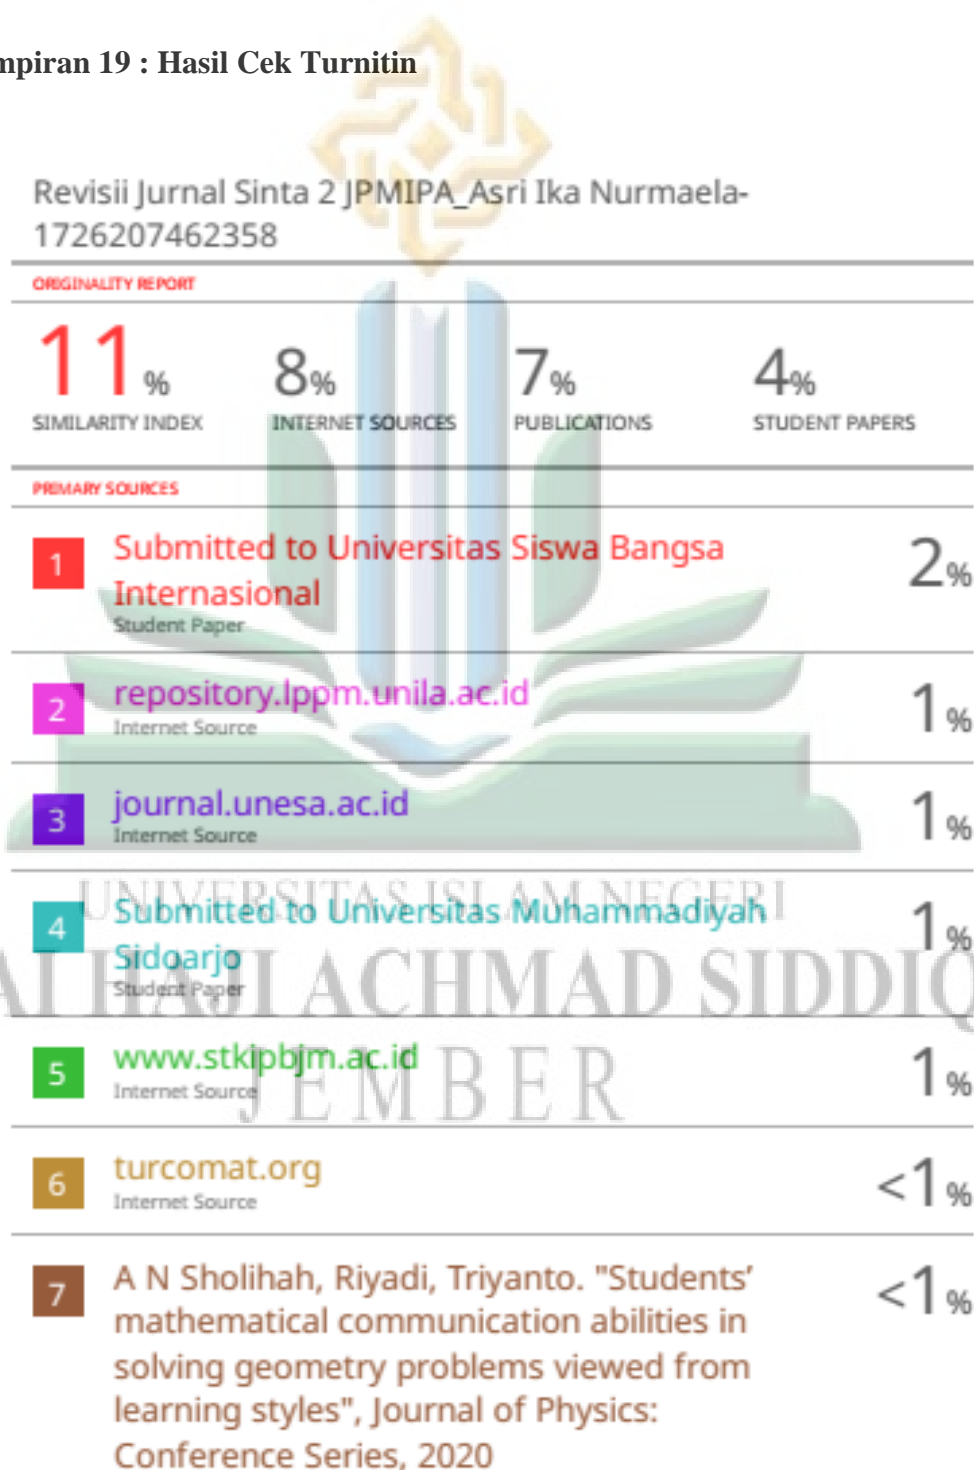 mpiran 19 : Hasil Cek Turnitin
Revisii Jurnal Sinta 2 JPMIPA_Asri Ika Nurmaela-
1726207462358
ORIGINALITY REPORT
11%
SIMILARITY INDEX
8%
INTERNET SOURCES
7%
PUBLICATIONS
4%
STUDENT PAPERS
PRIMARY SOURCES
1 Submitted to Universitas Siswa Bangsa 2%
Internasional
Student Paper
2 repository.lppm.unila.ac.id 1%
Internet Source
3 journal.unesa.ac.id 1%
Internet Source
UNIVERSITAS ISLAM NEGERI
4 Submitted to Universitas Muhammadiyah 1%
Sidoarjo
Student Paper
AI HAJI ACHMAD SIDDIQ
5 www.stkipbjm.ac.id 1%
Internet Source
JEMBER
6 turcomat.org <1%
Internet Source
7 A N Sholihah, Riyadi, Triyanto. "Students' <1%
mathematical communication abilities in
solving geometry problems viewed from
learning styles", Journal of Physics:
Conference Series, 2020